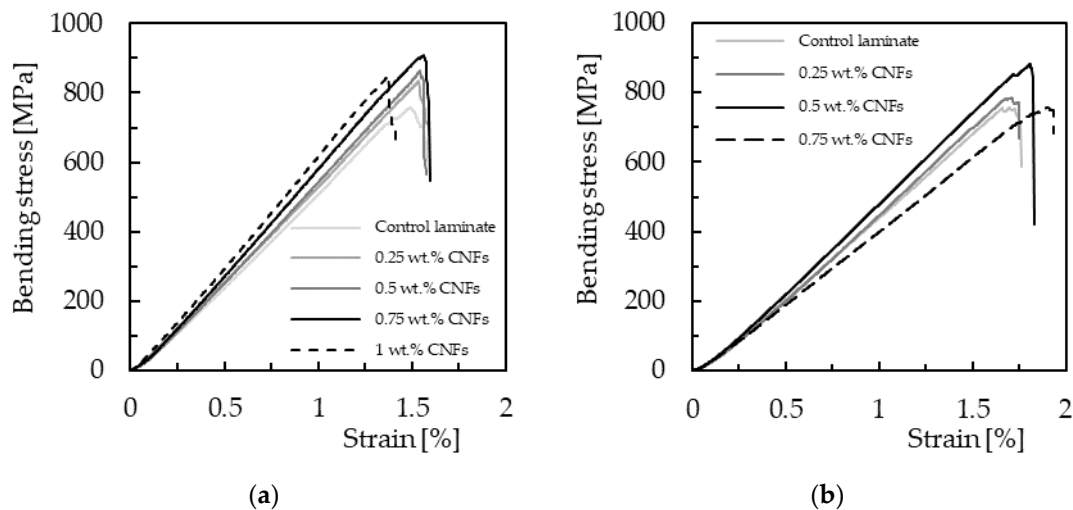 1000
800
600
400
200
0
Bending stress [MPa]
0
0.5
1
1.5
2
Strain [%]
Control laminate
0.25 wt.% CNFs
0.5 wt.% CNFs
0.75 wt.% CNFs
1 wt.% CNFs
(a)
1000
800
600
400
200
0
Bending stress [MPa]
0
0.5
1
1.5
2
Strain [%]
Control laminate
0.25 wt.% CNFs
0.5 wt.% CNFs
0.75 wt.% CNFs
(b)